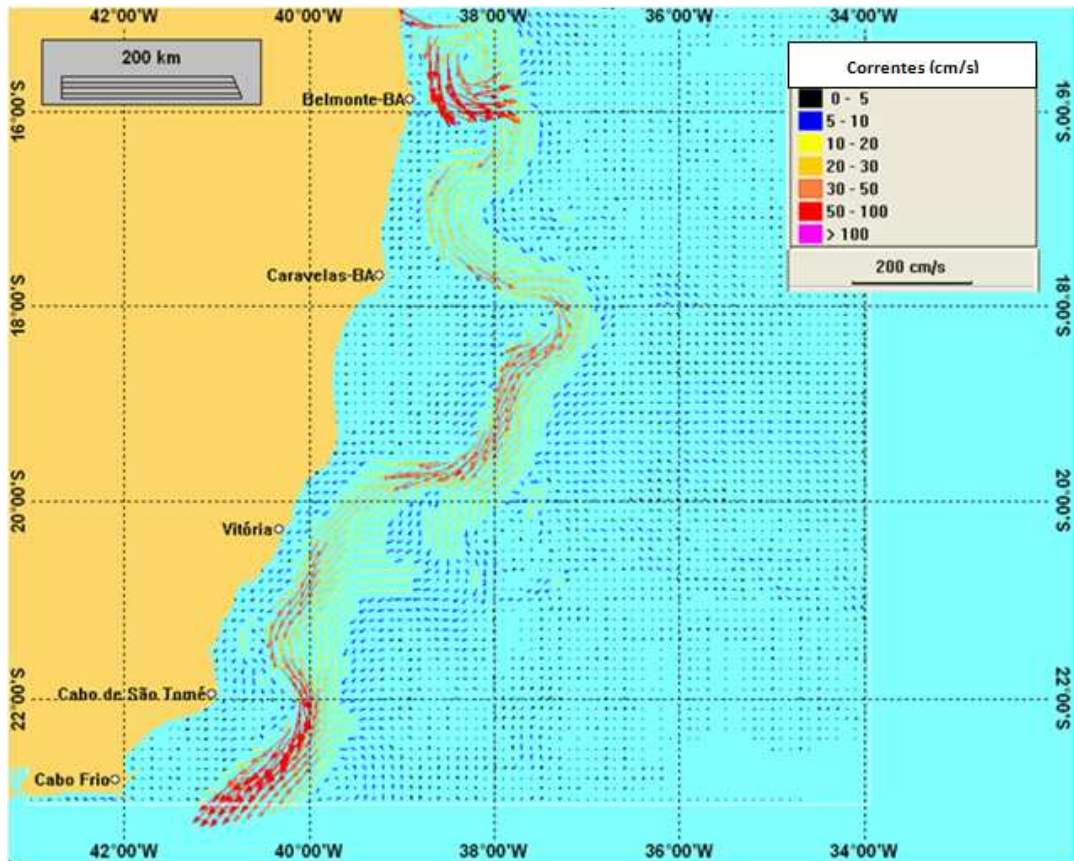 42°00'W 40°00'W 38°00'W 36°00'W 34°00'W
200 km
Correntes (cm/s)
0 - 5
5 - 10
10 - 20
20 - 30
30 - 50
50 - 100
> 100
200 cm/s
Belmonte-BA
16°00'S 16°00'S
Caravelas-BA
18°00'S 18°00'S
20°00'S 20°00'S
Vitória
Cabo de São Tomé
22°00'S 22°00'S
Cabo Frio
42°00'W 40°00'W 38°00'W 36°00'W 34°00'W